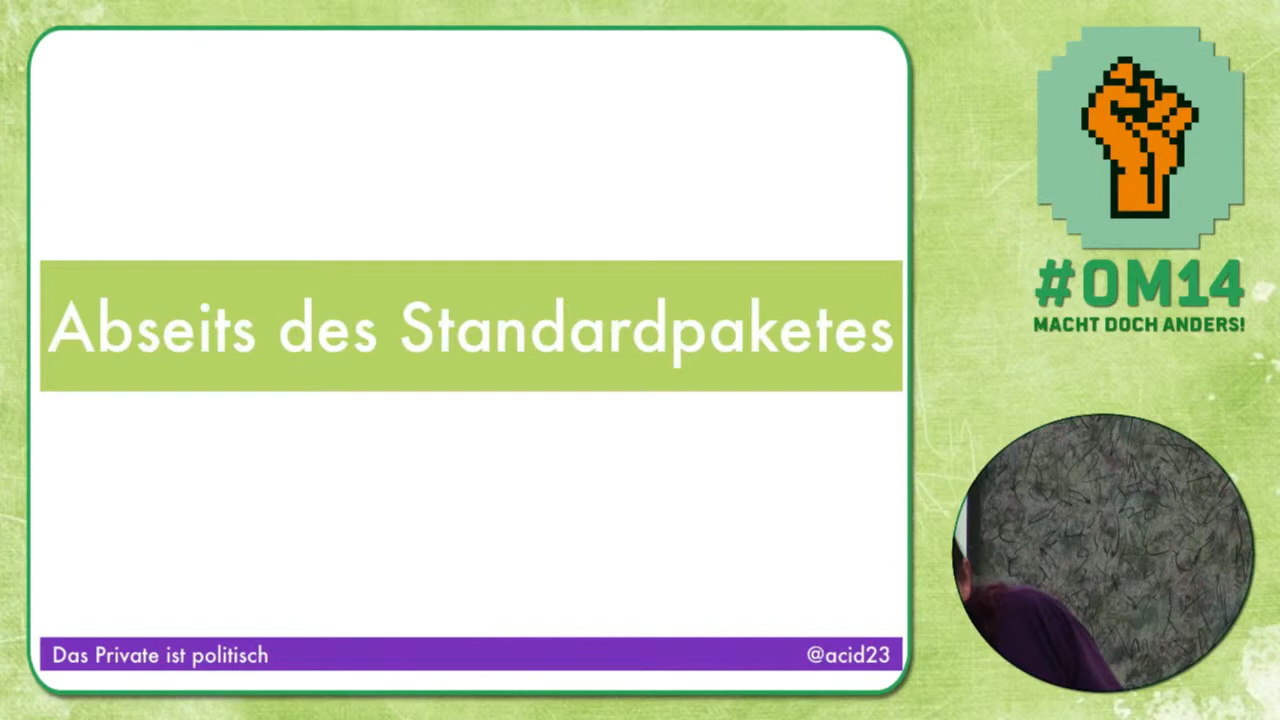 Abseits des Standardpaketes
Das Private ist politisch
@acid23
#OM14
MACHT DOCH ANDERS!